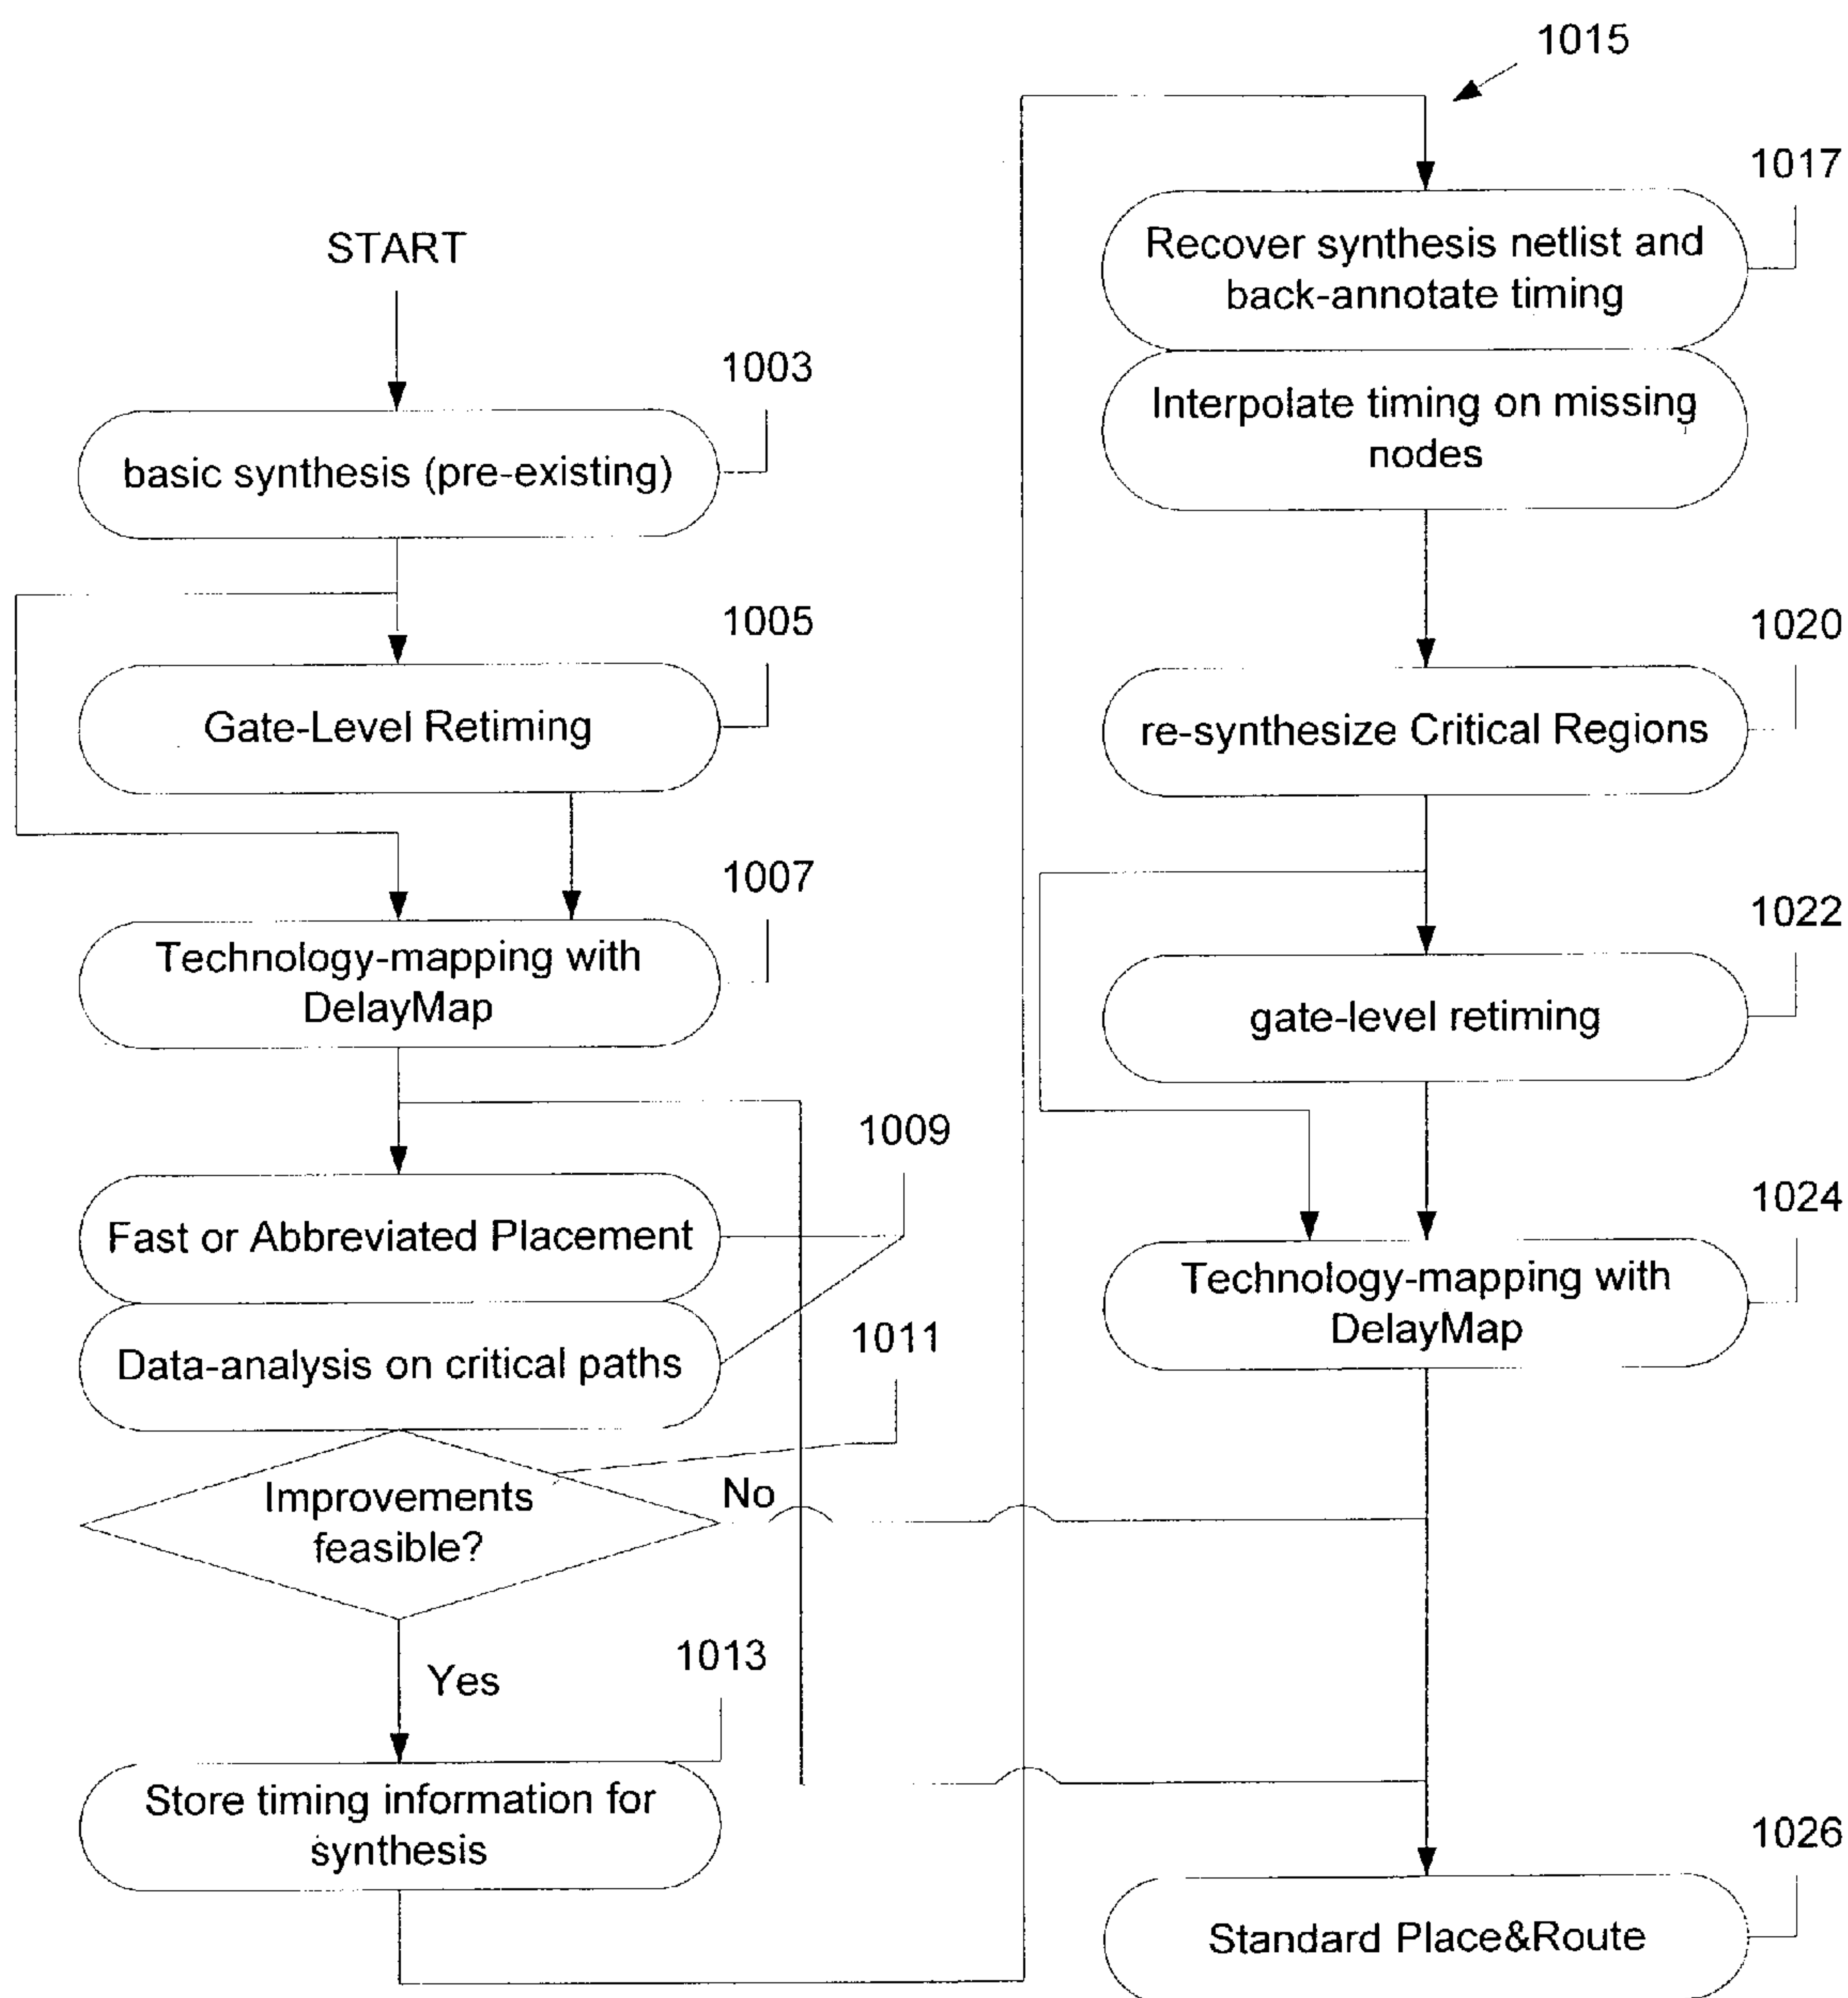 START
1003
basic synthesis (pre-existing)
1005
Gate-Level Retiming
1007
Technology-mapping with
DelayMap
1009
Fast or Abbreviated Placement
Data-analysis on critical paths
1011
Improvements
feasible?
No
Yes
1013
Store timing information for
synthesis
1015
1017
Recover synthesis netlist and
back-annotate timing
Interpolate timing on missing
nodes
1020
re-synthesize Critical Regions
1022
gate-level retiming
1024
Technology-mapping with
DelayMap
1026
Standard Place&Route